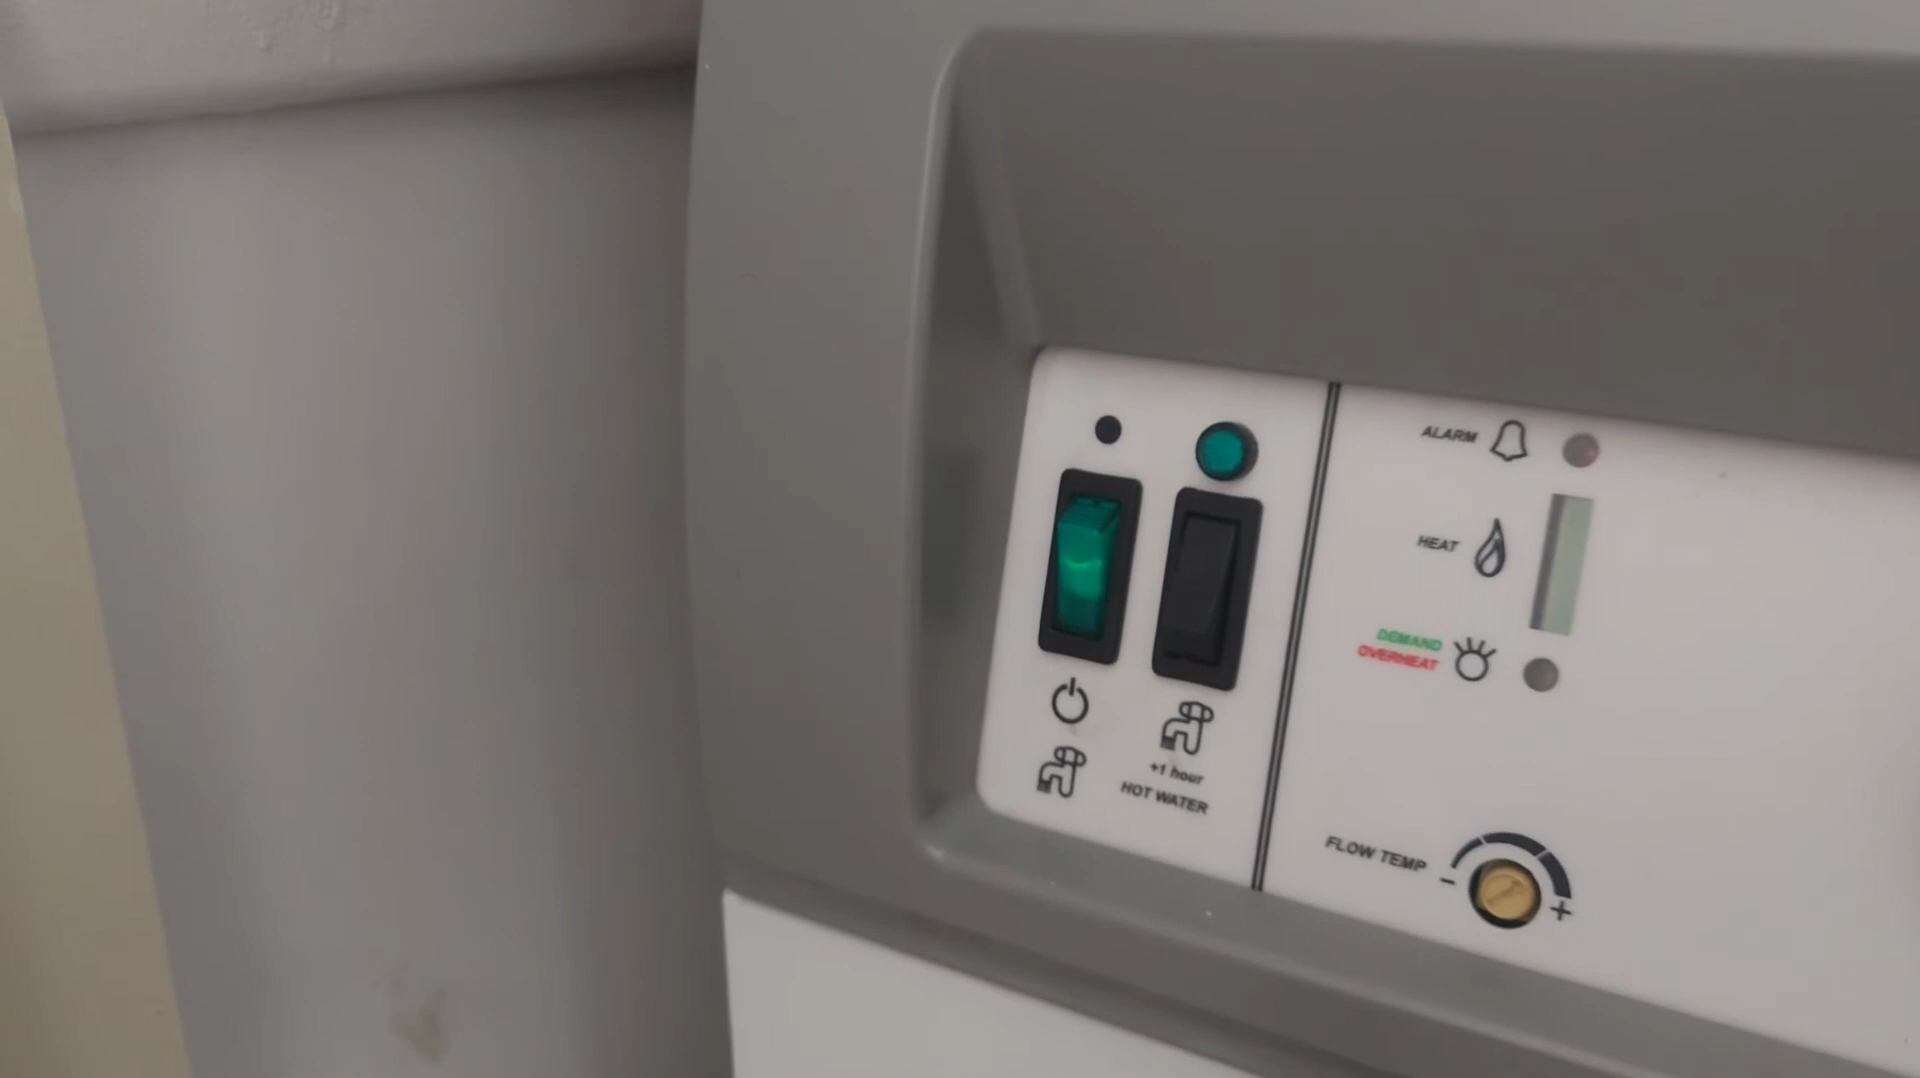 ALARM
HEAT
DEMAND
OVERHEAT
+1 hour
HOT WATER
FLOW TEMP
- +